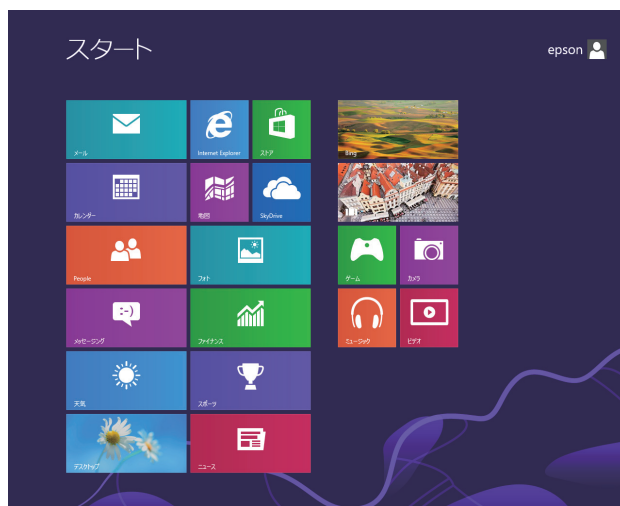 スタート
epson
メール
Internet Explorer
ストア
Bing
カレンダー
地図
SkyDrive
People
フォト
ゲーム
カメラ
メッセージング
:-)
ファイナンス
ミュージック
ビデオ
天気
スポーツ
デスクトップ
ニュース